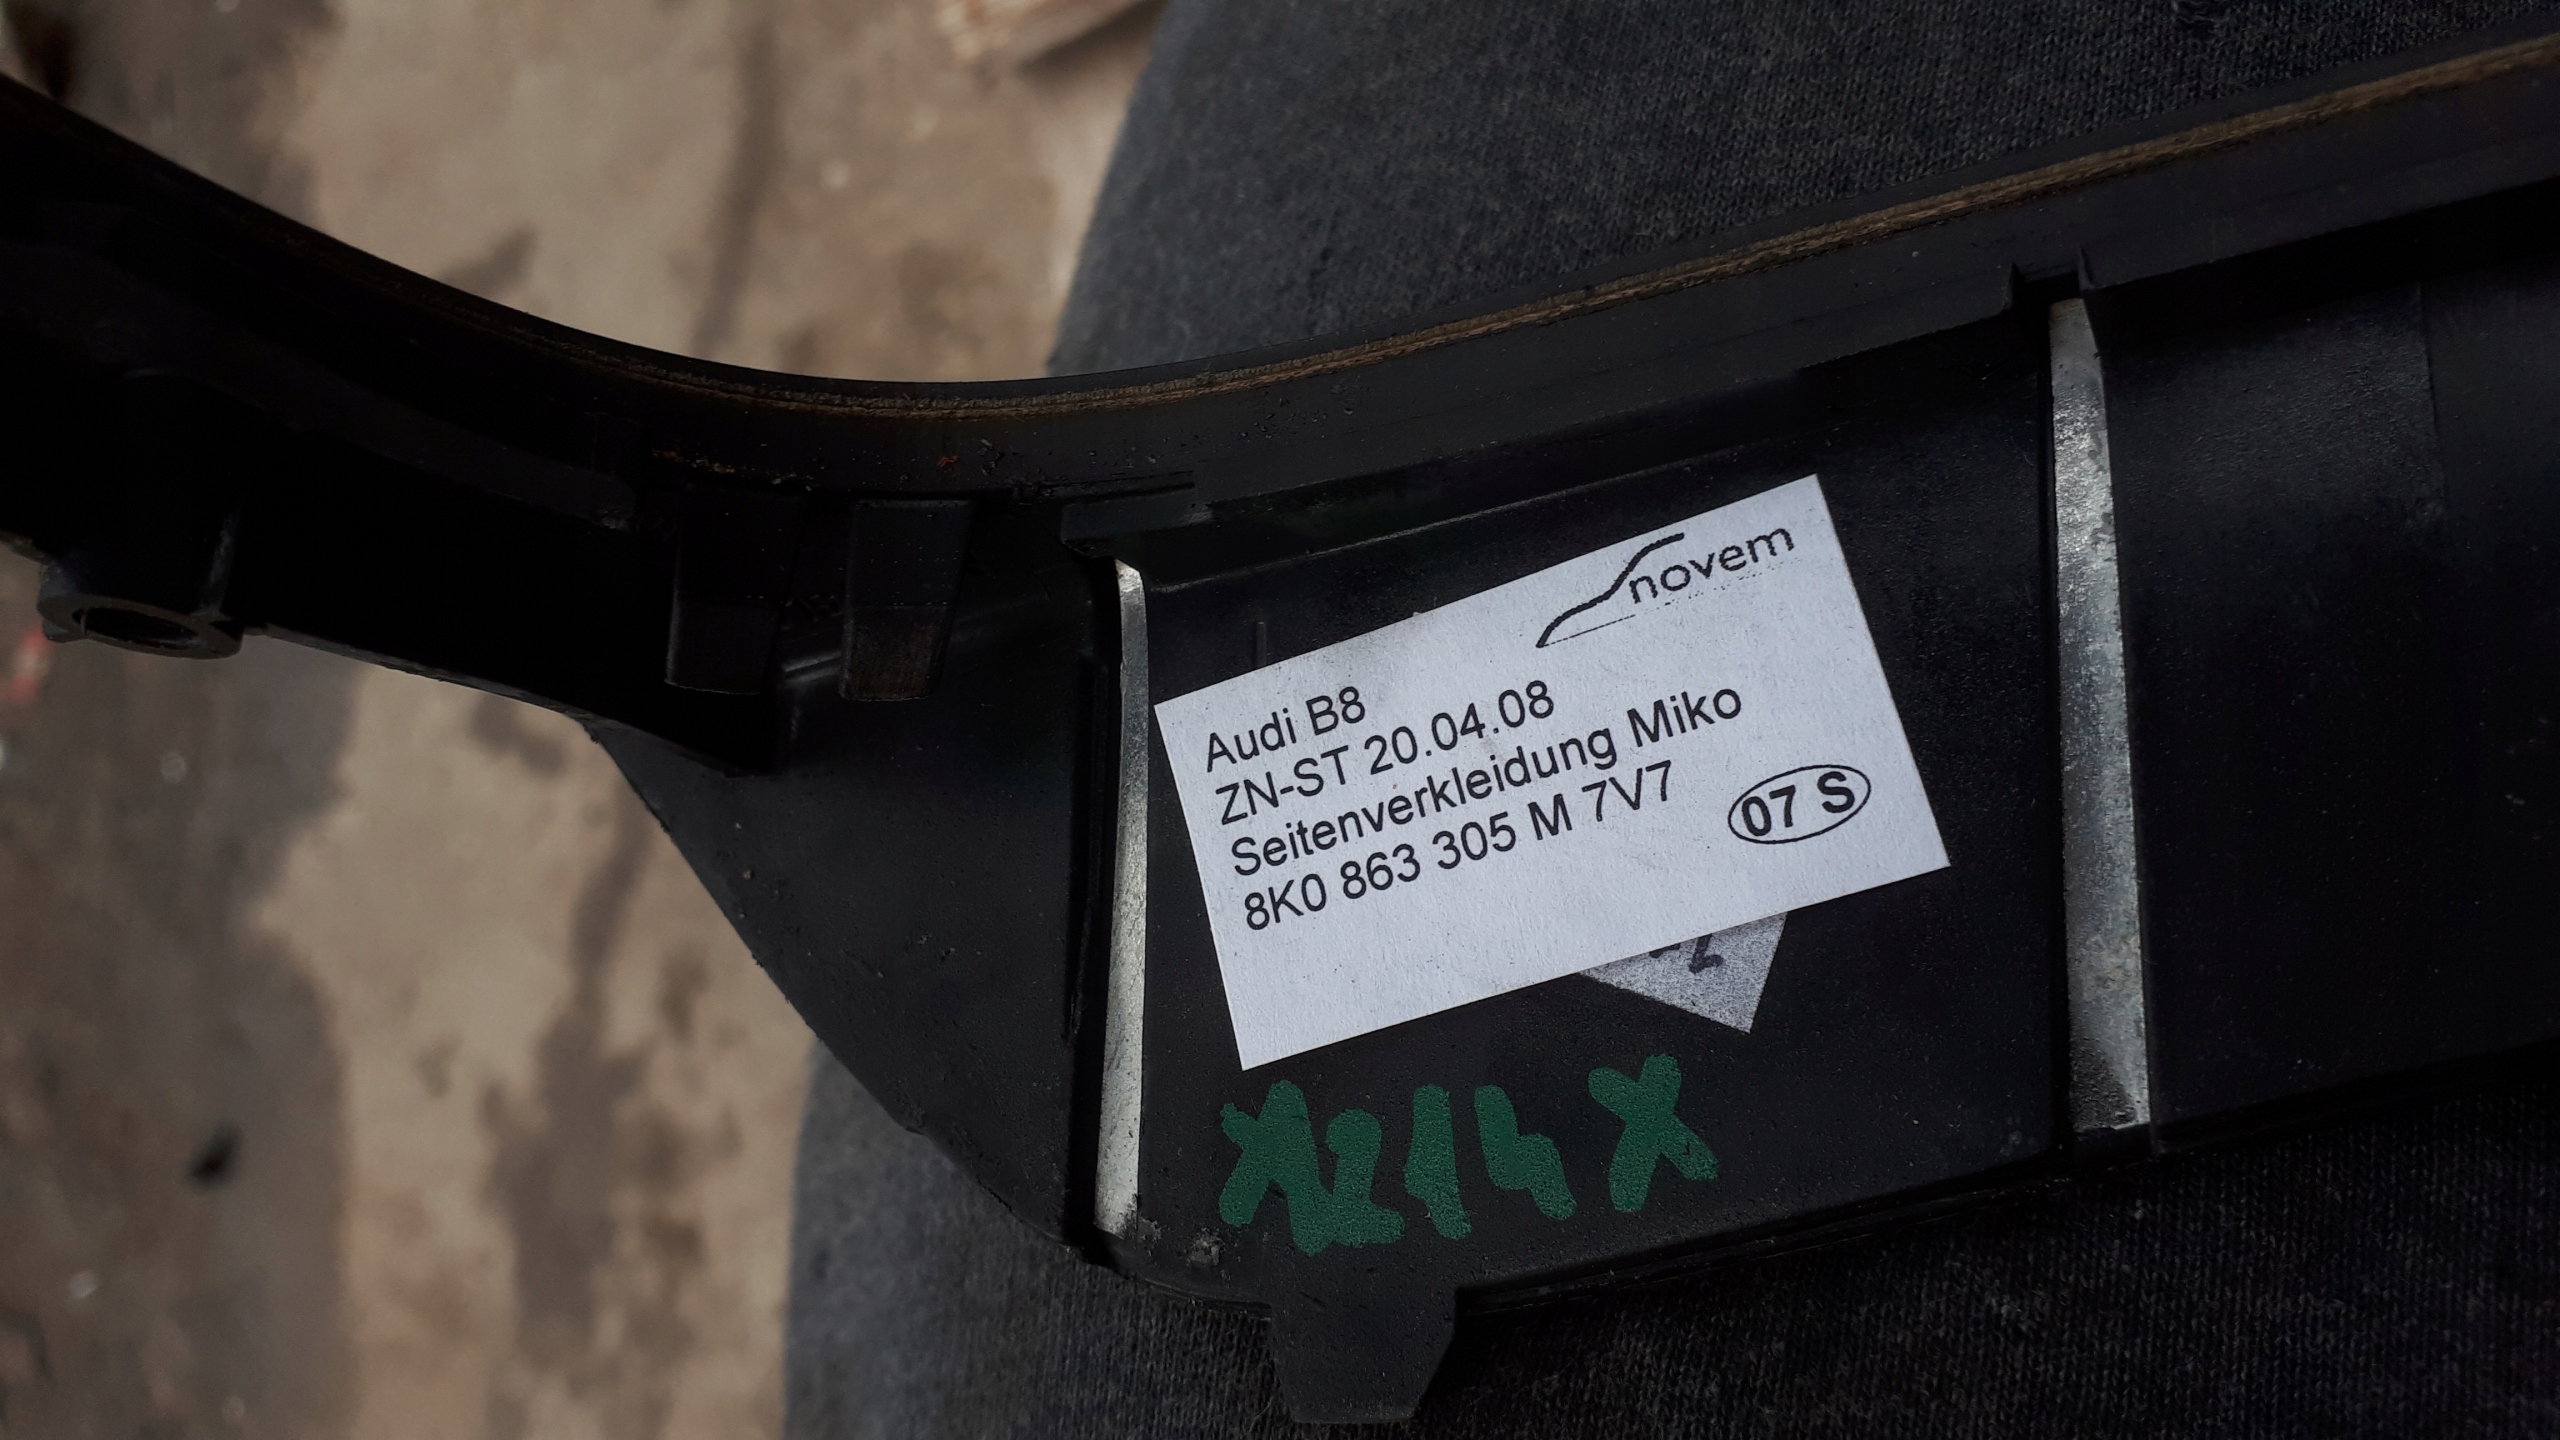 novem
Audi B8
ZN-ST 20.04.08
Seitenverkleidung Miko
8K0 863 305 M 7V7
07 S
A214X